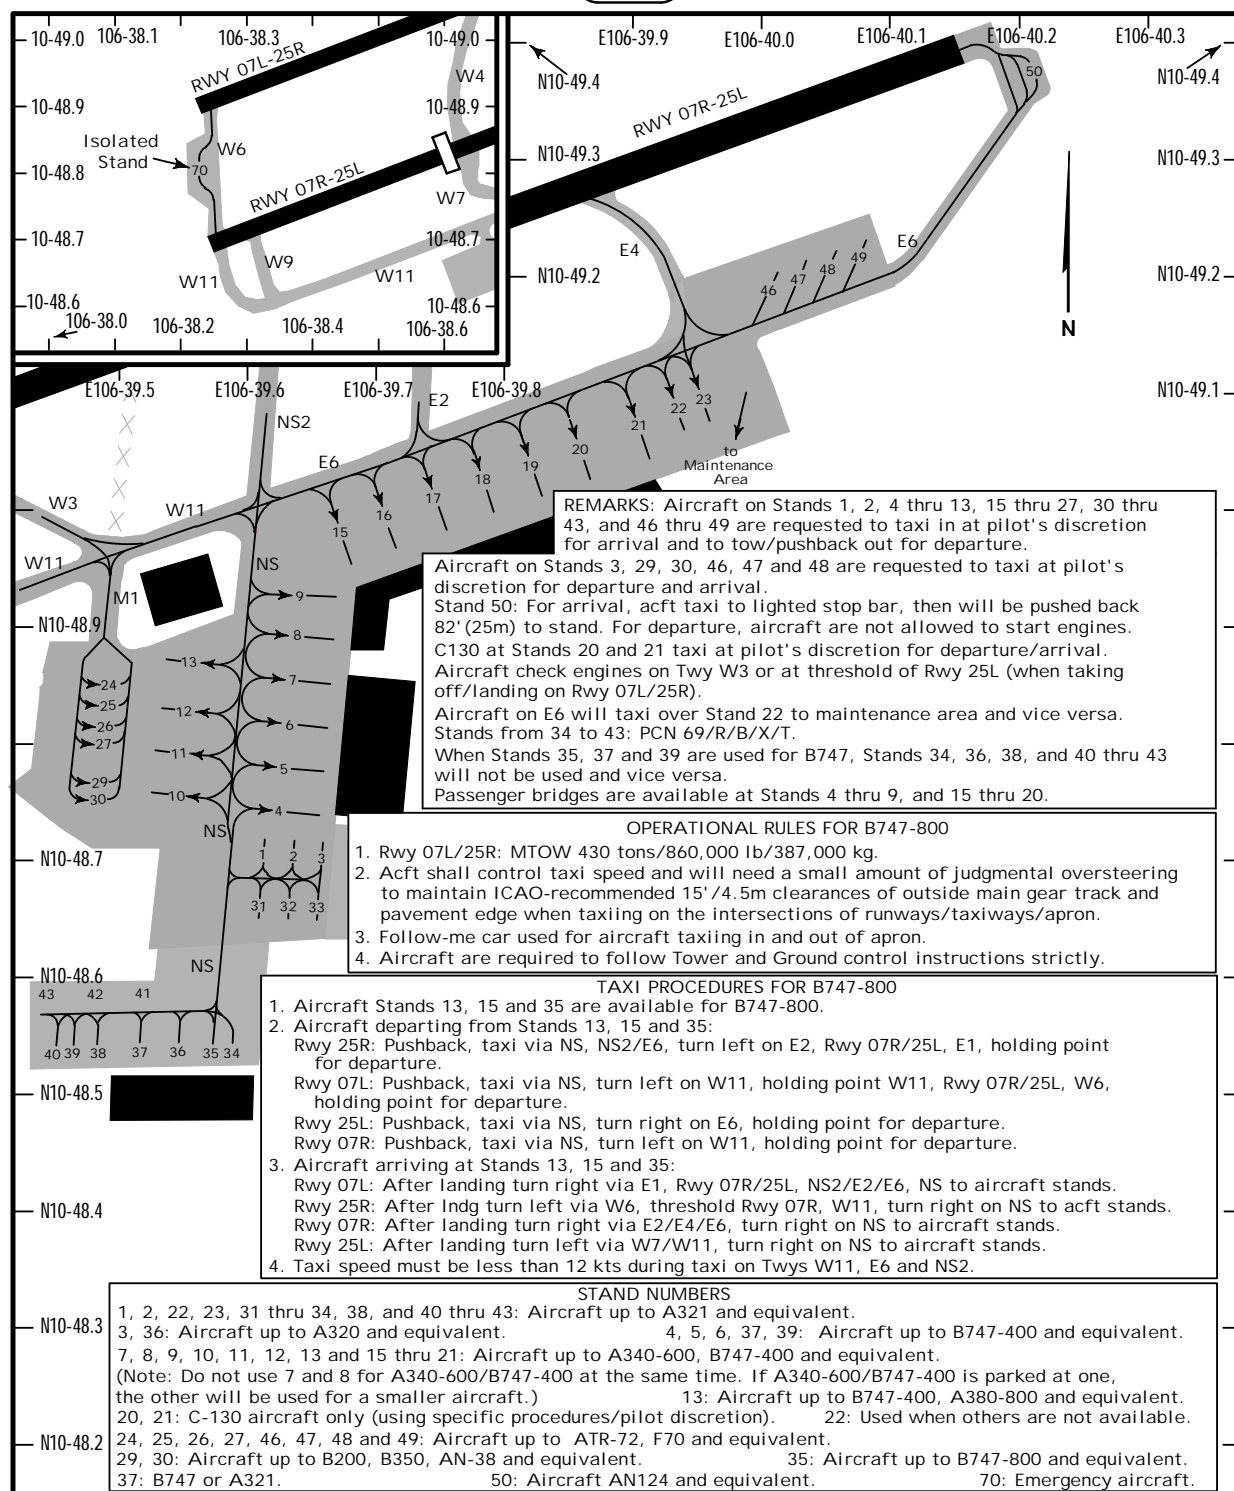 10-49.0 106-38.1 106-38.3 10-49.0
E106-39.9 E106-40.0 E106-40.1 E106-40.2 E106-40.3
RWY 07L-25R
W4
N10-49.4
50
N10-49.4
10-48.9
10-48.9
RWY 07R-25L
Isolated
Stand
W6
70
10-48.8
RWY 07R-25L
N10-49.3
N10-49.3
W7
10-48.7
10-48.7
W11
W9
W11
E4
E6
N10-49.2
N10-49.2
46 47 48 49
10-48.6
10-48.6
106-38.0 106-38.2 106-38.4 106-38.6
N
E106-39.5 E106-39.6 E106-39.7 E106-39.8
N10-49.1
NS2
E2
23
22
21
20
19
18
17
16
15
to
Maintenance
Area
E6
W3
W11
W11
NS
M1
N10-48.9
9
8
7
6
5
4
13
12
11
10
24
25
26
27
29
30
NS
REMARKS: Aircraft on Stands 1, 2, 4 thru 13, 15 thru 27, 30 thru
43, and 46 thru 49 are requested to taxi in at pilot's discretion
for arrival and to tow/pushback out for departure.
Aircraft on Stands 3, 29, 30, 46, 47 and 48 are requested to taxi at pilot's
discretion for departure and arrival.
Stand 50: For arrival, acft taxi to lighted stop bar, then will be pushed back
82'(25m) to stand. For departure, aircraft are not allowed to start engines.
C130 at Stands 20 and 21 taxi at pilot's discretion for departure/arrival.
Aircraft check engines on Twy W3 or at threshold of Rwy 25L (when taking
off/landing on Rwy 07L/25R).
Aircraft on E6 will taxi over Stand 22 to maintenance area and vice versa.
Stands from 34 to 43: PCN 69/R/B/X/T.
When Stands 35, 37 and 39 are used for B747, Stands 34, 36, 38, and 40 thru 43
will not be used and vice versa.
Passenger bridges are available at Stands 4 thru 9, and 15 thru 20.
N10-48.7
1 2 3
31 32 33
NS
N10-48.6
43 42 41
40 39 38 37 36 35 34
N10-48.5
OPERATIONAL RULES FOR B747-800
1. Rwy 07L/25R: MTOW 430 tons/860,000 lb/387,000 kg.
2. Acft shall control taxi speed and will need a small amount of judgmental oversteering
to maintain ICAO-recommended 15'/4.5m clearances of outside main gear track and
pavement edge when taxiing on the intersections of runways/taxiways/apron.
3. Follow-me car used for aircraft taxiing in and out of apron.
4. Aircraft are required to follow Tower and Ground control instructions strictly.
TAXI PROCEDURES FOR B747-800
1. Aircraft Stands 13, 15 and 35 are available for B747-800.
2. Aircraft departing from Stands 13, 15 and 35:
Rwy 25R: Pushback, taxi via NS, NS2/E6, turn left on E2, Rwy 07R/25L, E1, holding point
for departure.
Rwy 07L: Pushback, taxi via NS, turn left on W11, holding point W11, Rwy 07R/25L, W6,
holding point for departure.
Rwy 25L: Pushback, taxi via NS, turn right on E6, holding point for departure.
Rwy 07R: Pushback, taxi via NS, turn left on W11, holding point for departure.
3. Aircraft arriving at Stands 13, 15 and 35:
Rwy 07L: After landing turn right via E1, Rwy 07R/25L, NS2/E2/E6, NS to aircraft stands.
Rwy 25R: After lndg turn left via W6, threshold Rwy 07R, W11, turn right on NS to acft stands.
Rwy 07R: After landing turn right via E2/E4/E6, turn right on NS to aircraft stands.
Rwy 25L: After landing turn left via W7/W11, turn right on NS to aircraft stands.
4. Taxi speed must be less than 12 kts during taxi on Twys W11, E6 and NS2.
N10-48.4
N10-48.3
N10-48.2
STAND NUMBERS
1, 2, 22, 23, 31 thru 34, 38, and 40 thru 43: Aircraft up to A321 and equivalent.
3, 36: Aircraft up to A320 and equivalent. 4, 5, 6, 37, 39: Aircraft up to B747-400 and equivalent.
7, 8, 9, 10, 11, 12, 13 and 15 thru 21: Aircraft up to A340-600, B747-400 and equivalent.
(Note: Do not use 7 and 8 for A340-600/B747-400 at the same time. If A340-600/B747-400 is parked at one,
the other will be used for a smaller aircraft.) 13: Aircraft up to B747-400, A380-800 and equivalent.
20, 21: C-130 aircraft only (using specific procedures/pilot discretion). 22: Used when others are not available.
24, 25, 26, 27, 46, 47, 48 and 49: Aircraft up to ATR-72, F70 and equivalent.
29, 30: Aircraft up to B200, B350, AN-38 and equivalent. 35: Aircraft up to B747-800 and equivalent.
37: B747 or A321. 50: Aircraft AN124 and equivalent. 70: Emergency aircraft.